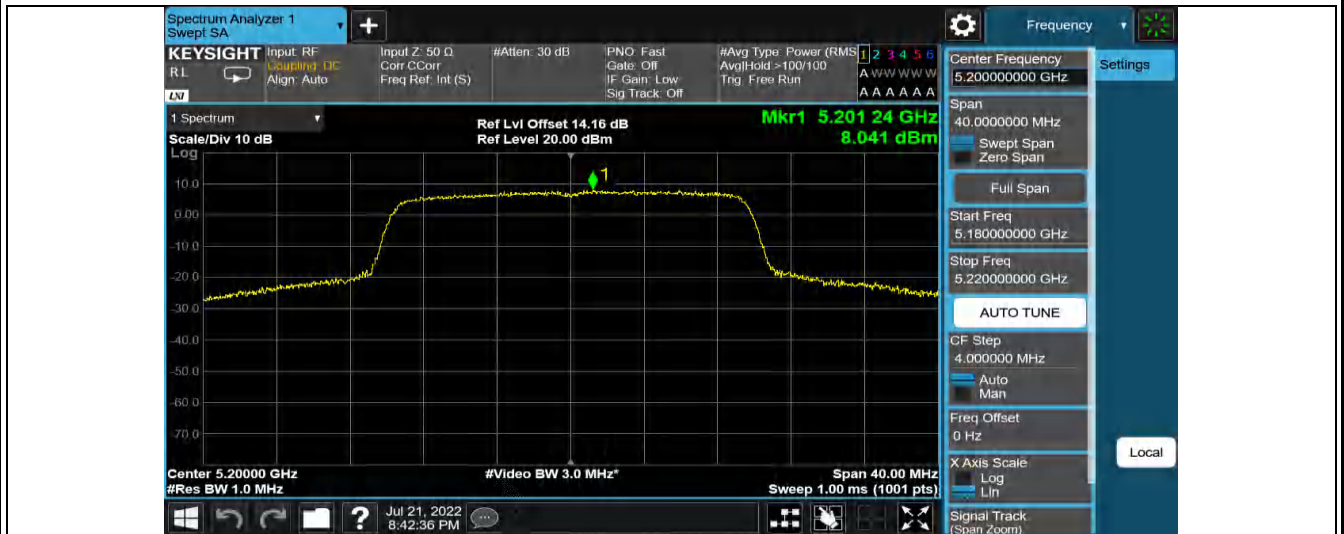 Spectrum Analyzer 1
Swept SA
+
Frequency
KEYSIGHT
RL
LXI
Input: RF
Coupling: DC
Align: Auto
Input Z: 50 Ω
Corr CCorr
Freq Ref: Int (S)
#Atten: 30 dB
PNO: Fast
Gate: Off
IF Gain: Low
Sig Track: Off
#Avg Type: Power (RMS
Avg|Hold:>100/100
Trig: Free Run
1 2 3 4 5 6
A W W W W W
A A A A A A
Center Frequency
5.200000000 GHz
Settings
Span
40.0000000 MHz
Swept Span
Zero Span
Full Span
Start Freq
5.180000000 GHz
Stop Freq
5.220000000 GHz
AUTO TUNE
CF Step
4.000000 MHz
Auto
Man
Freq Offset
0 Hz
X Axis Scale
Log
Lin
Signal Track
(Span Zoom)
Local
1 Spectrum
Scale/Div 10 dB
Log
Ref Lvl Offset 14.16 dB
Ref Level 20.00 dBm
Mkr1 5.201 24 GHz
8.041 dBm
1
10.0
0.00
-10.0
-20.0
-30.0
-40.0
-50.0
-60.0
-70.0
Center 5.20000 GHz
#Res BW 1.0 MHz
#Video BW 3.0 MHz*
Span 40.00 MHz
Sweep 1.00 ms (1001 pts)
?
Jul 21, 2022
8:42:36 PM